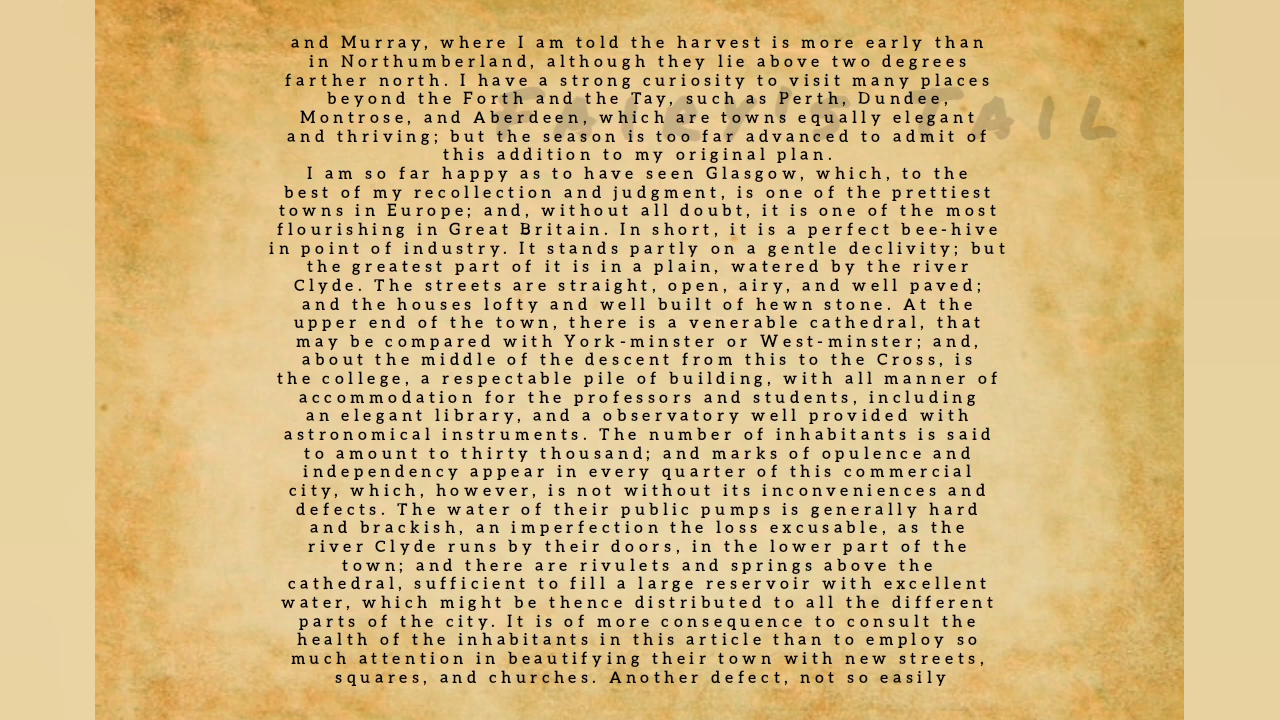 and Murray, where I am told the harvest is more early than
in Northumberland, although they lie above two degrees
farther north. I have a strong curiosity to visit many places
beyond the Forth and the Tay, such as Perth, Dundee,
Montrose, and Aberdeen, which are towns equally elegant
and thriving; but the season is too far advanced to admit of
this addition to my original plan.
I am so far happy as to have seen Glasgow, which, to the
best of my recollection and judgment, is one of the prettiest
towns in Europe; and, without all doubt, it is one of the most
flourishing in Great Britain. In short, it is a perfect bee-hive
in point of industry. It stands partly on a gentle declivity; but
the greatest part of it is in a plain, watered by the river
Clyde. The streets are straight, open, airy, and well paved;
and the houses lofty and well built of hewn stone. At the
upper end of the town, there is a venerable cathedral, that
may be compared with York-minster or West-minster; and,
about the middle of the descent from this to the Cross, is
the college, a respectable pile of building, with all manner of
accommodation for the professors and students, including
an elegant library, and a observatory well provided with
astronomical instruments. The number of inhabitants is said
to amount to thirty thousand; and marks of opulence and
independency appear in every quarter of this commercial
city, which, however, is not without its inconveniences and
defects. The water of their public pumps is generally hard
and brackish, an imperfection the loss excusable, as the
river Clyde runs by their doors, in the lower part of the
town; and there are rivulets and springs above the
cathedral, sufficient to fill a large reservoir with excellent
water, which might be thence distributed to all the different
parts of the city. It is of more consequence to consult the
health of the inhabitants in this article than to employ so
much attention in beautifying their town with new streets,
squares, and churches. Another defect, not so easily
FAIRY'S TAIL